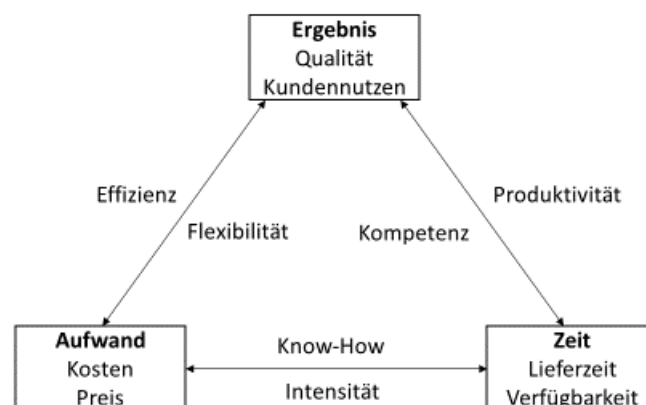 Ergebnis
Qualität
Kundennutzen
Effizienz
Produktivität
Flexibilität
Kompetenz
Aufwand
Kosten
Preis
Know-How
Intensität
Zeit
Lieferzeit
Verfügbarkeit